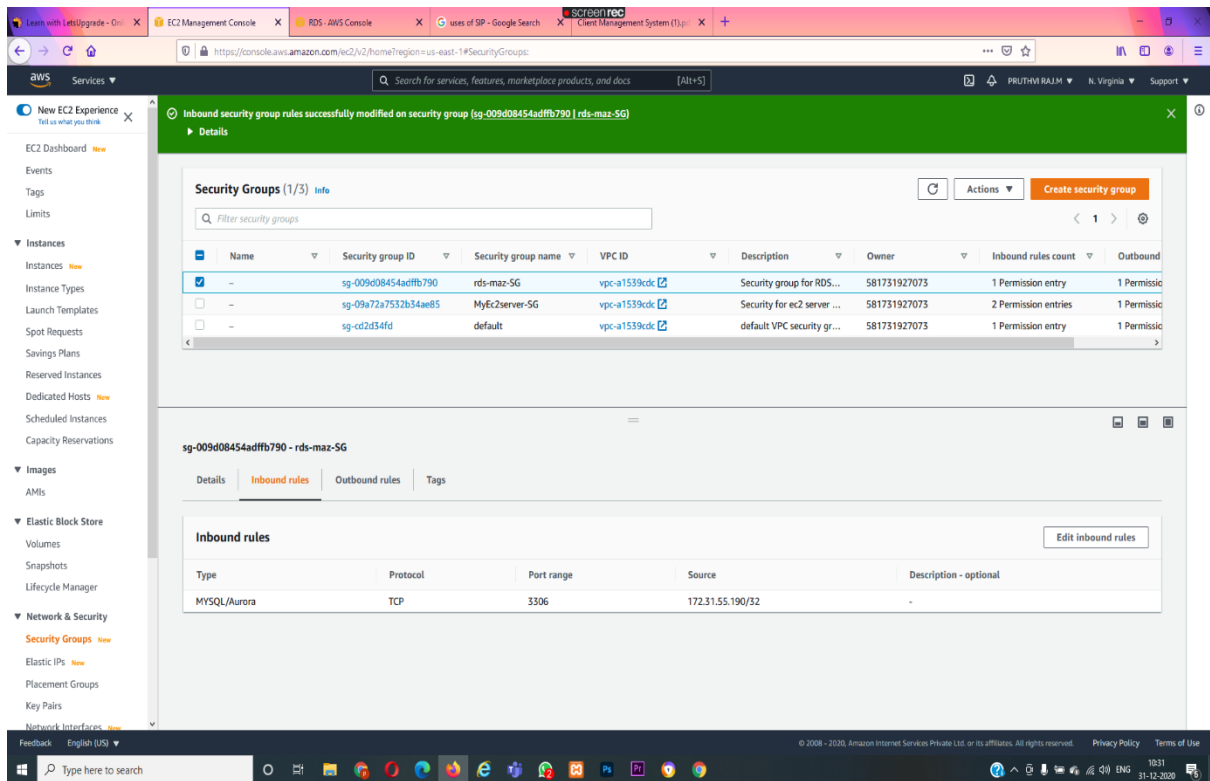 Learn with LetsUpgrade - Onl
EC2 Management Console
RDS - AWS Console
uses of SIP - Google Search
Client Management System (1).p
screenrec
https://console.aws.amazon.com/ec2/v2/home?region=us-east-1#SecurityGroups:
aws Services ▼
Search for services, features, marketplace products, and docs [Alt+S]
PRUTHVI RAJ.M ▼ N. Virginia ▼ Support ▼
New EC2 Experience
Tell us what you think
EC2 Dashboard New
Events
Tags
Limits
▼ Instances
Instances New
Instance Types
Launch Templates
Spot Requests
Savings Plans
Reserved Instances
Dedicated Hosts New
Scheduled Instances
Capacity Reservations
▼ Images
AMIs
▼ Elastic Block Store
Volumes
Snapshots
Lifecycle Manager
▼ Network & Security
Security Groups New
Elastic IPs New
Placement Groups
Key Pairs
Network Interfaces New
Inbound security group rules successfully modified on security group (sg-009d08454adffb790 | rds-maz-SG)
▶ Details
Security Groups (1/3) Info
Actions ▼ Create security group
Filter security groups
< 1 >
Name Security group ID Security group name VPC ID Description Owner Inbound rules count Outbound
– sg-009d08454adffb790 rds-maz-SG vpc-a1539cdc Security group for RDS... 581731927073 1 Permission entry 1 Permissio
– sg-09a72a7532b34ae85 MyEc2server-SG vpc-a1539cdc Security for ec2 server ... 581731927073 2 Permission entries 1 Permissio
– sg-cd2d34fd default vpc-a1539cdc default VPC security gr... 581731927073 1 Permission entry 1 Permissio
sg-009d08454adffb790 - rds-maz-SG
Details Inbound rules Outbound rules Tags
Inbound rules
Edit inbound rules
Type Protocol Port range Source Description - optional
MYSQL/Aurora TCP 3306 172.31.55.190/32 -
Feedback English (US) ▼
© 2008 - 2020, Amazon Internet Services Private Ltd. or its affiliates. All rights reserved. Privacy Policy Terms of Use
Type here to search
Ps
Pr
ENG
10:31
31-12-2020